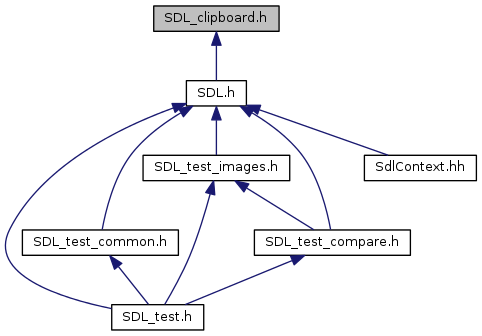 SDL_clipboard.h
SDL.h
SDL_test_images.h
SdlContext.hh
SDL_test_common.h
SDL_test_compare.h
SDL_test.h